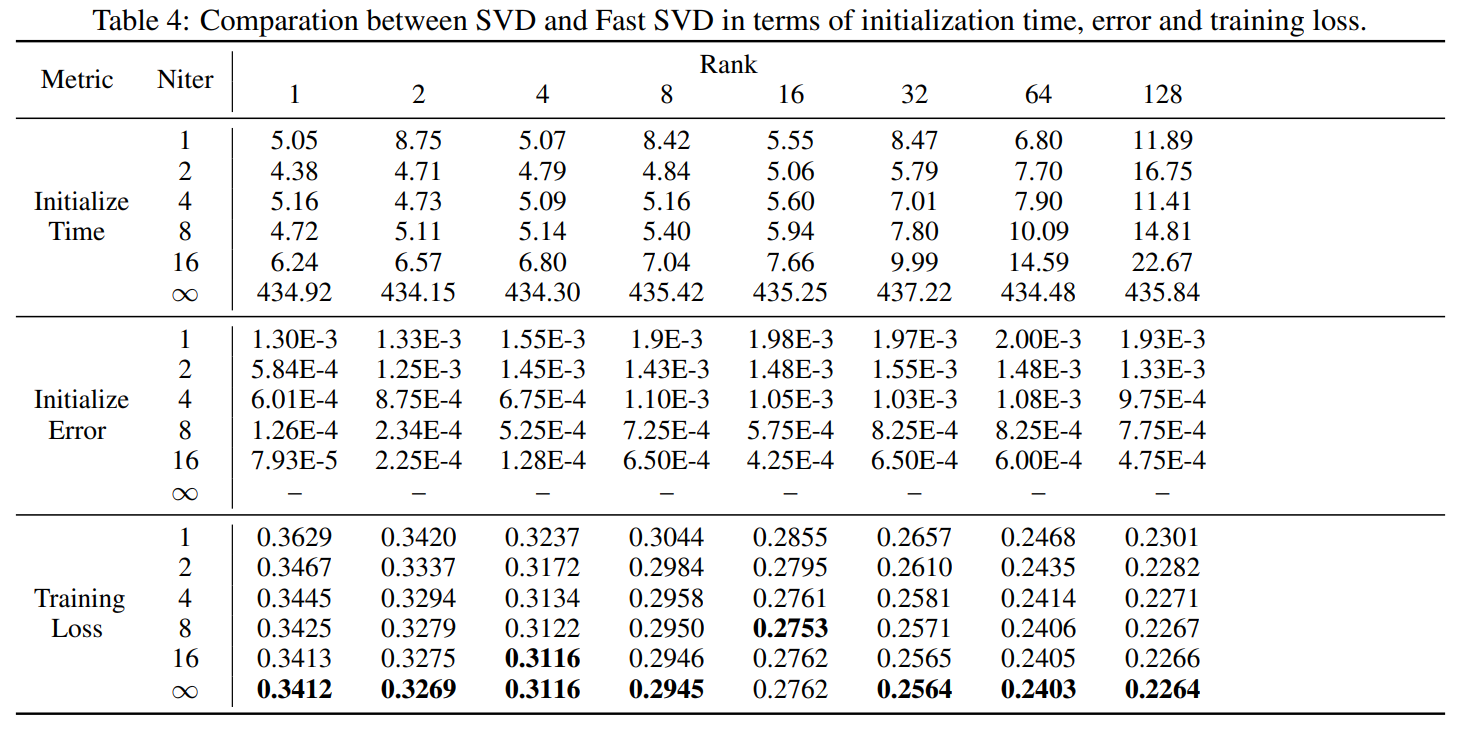 Table 4: Comparation between SVD and Fast SVD in terms of initialization time, error and training loss.
Metric Niter Rank
1 2 4 8 16 32 64 128
1 5.05 8.75 5.07 8.42 5.55 8.47 6.80 11.89
2 4.38 4.71 4.79 4.84 5.06 5.79 7.70 16.75
Initialize 4 5.16 4.73 5.09 5.16 5.60 7.01 7.90 11.41
Time 8 4.72 5.11 5.14 5.40 5.94 7.80 10.09 14.81
16 6.24 6.57 6.80 7.04 7.66 9.99 14.59 22.67
∞ 434.92 434.15 434.30 435.42 435.25 437.22 434.48 435.84
1 1.30E-3 1.33E-3 1.55E-3 1.9E-3 1.98E-3 1.97E-3 2.00E-3 1.93E-3
2 5.84E-4 1.25E-3 1.45E-3 1.43E-3 1.48E-3 1.55E-3 1.48E-3 1.33E-3
Initialize 4 6.01E-4 8.75E-4 6.75E-4 1.10E-3 1.05E-3 1.03E-3 1.08E-3 9.75E-4
Error 8 1.26E-4 2.34E-4 5.25E-4 7.25E-4 5.75E-4 8.25E-4 8.25E-4 7.75E-4
16 7.93E-5 2.25E-4 1.28E-4 6.50E-4 4.25E-4 6.50E-4 6.00E-4 4.75E-4
∞ – – – – – – – –
1 0.3629 0.3420 0.3237 0.3044 0.2855 0.2657 0.2468 0.2301
2 0.3467 0.3337 0.3172 0.2984 0.2795 0.2610 0.2435 0.2282
Training 4 0.3445 0.3294 0.3134 0.2958 0.2761 0.2581 0.2414 0.2271
Loss 8 0.3425 0.3279 0.3122 0.2950 0.2753 0.2571 0.2406 0.2267
16 0.3413 0.3275 0.3116 0.2946 0.2762 0.2565 0.2405 0.2266
∞ 0.3412 0.3269 0.3116 0.2945 0.2762 0.2564 0.2403 0.2264